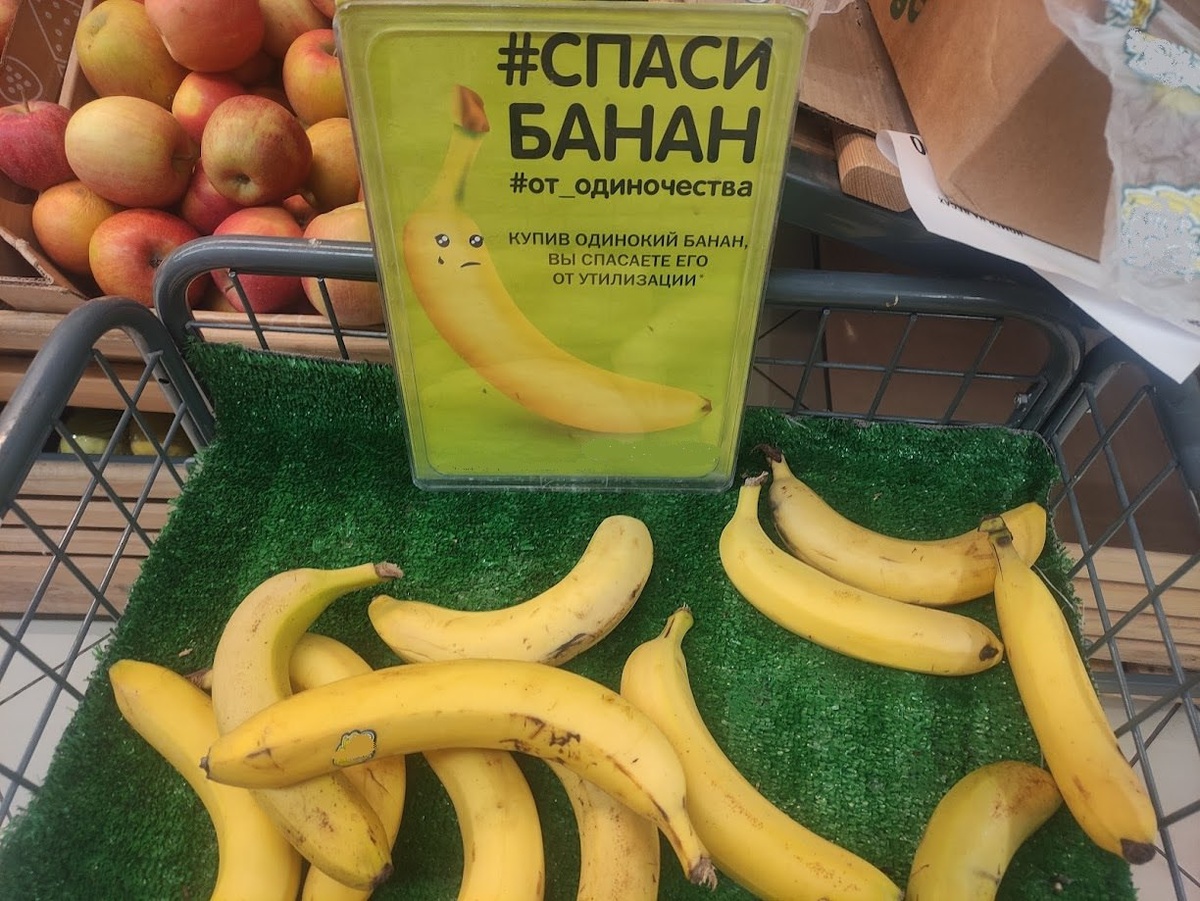 #СПАСИ
БАНАН
#от_одиночества
КУПИВ ОДИНОКИЙ БАНАН,
ВЫ СПАСАЕТЕ ЕГО
ОТ УТИЛИЗАЦИИ*